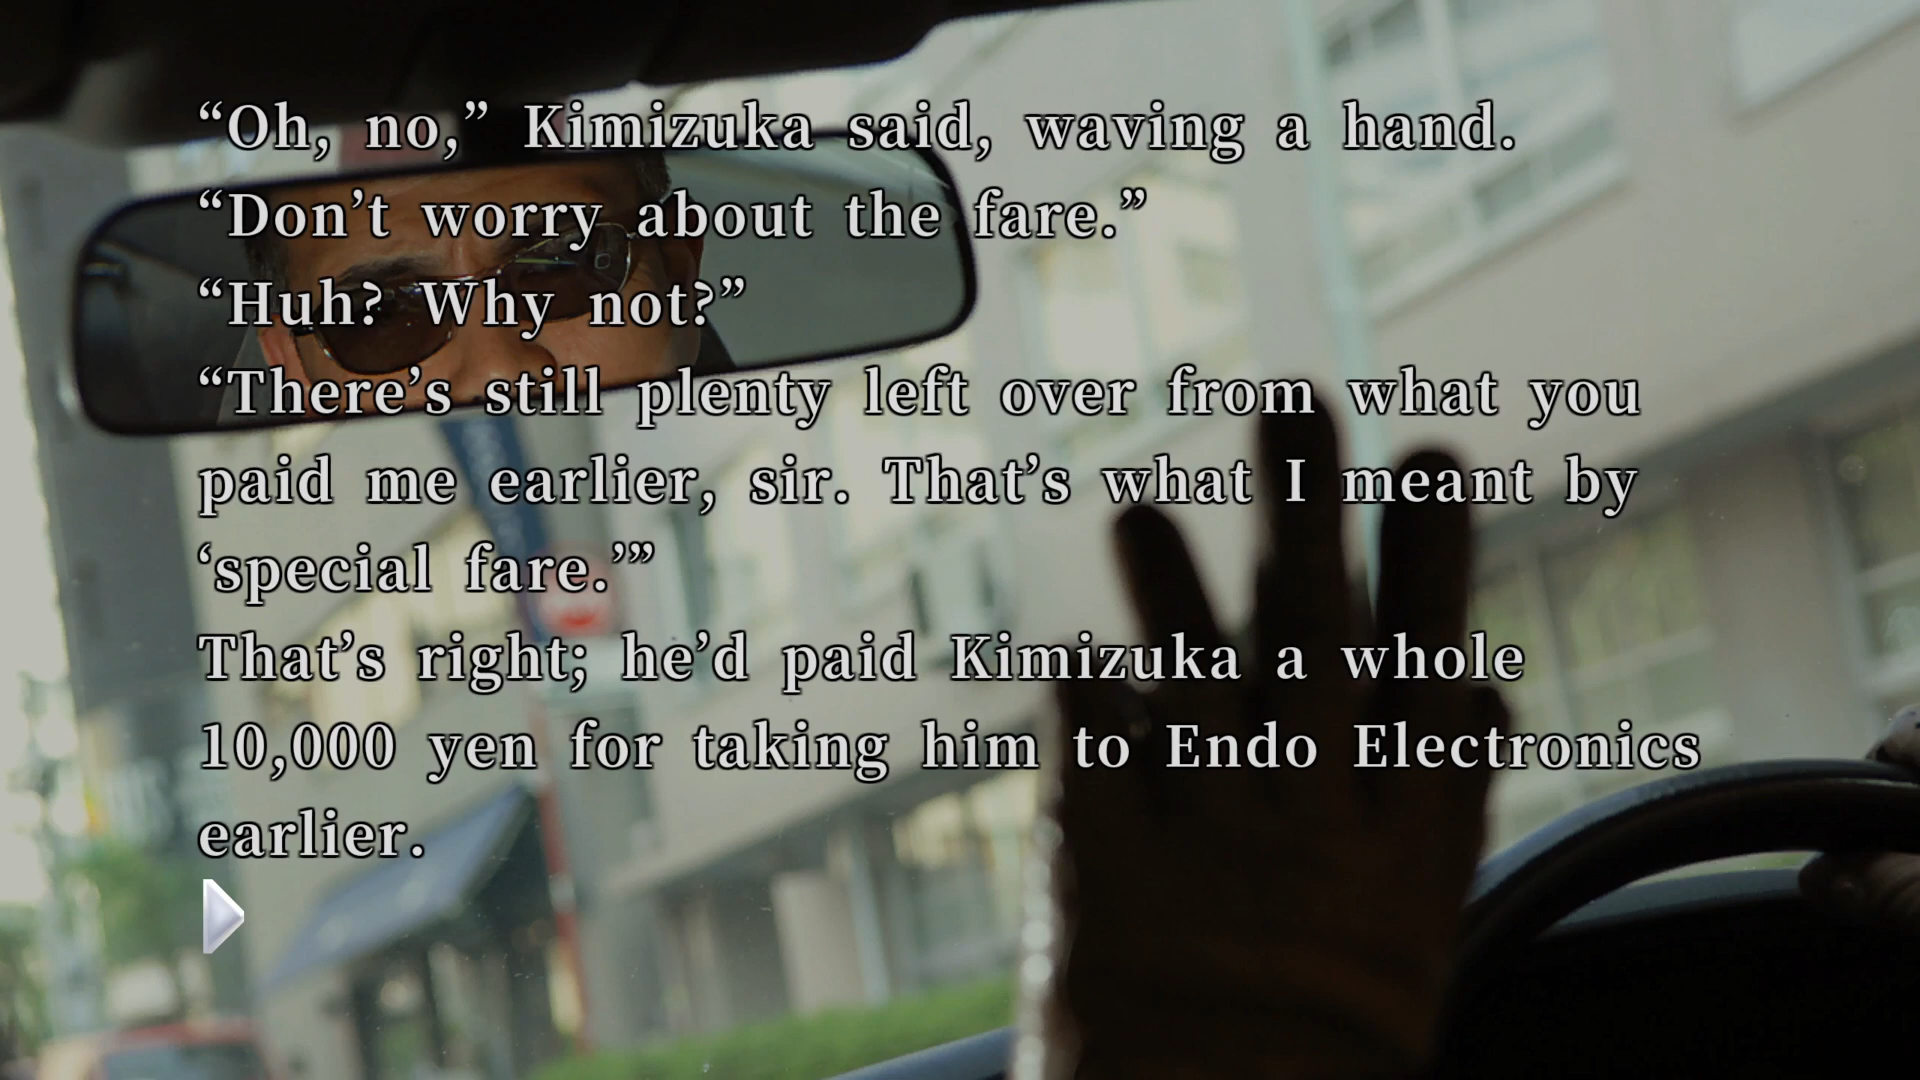 “Oh, no,” Kimizuka said, waving a hand.
“Don’t worry about the fare.”
“Huh? Why not?”
“There’s still plenty left over from what you
paid me earlier, sir. That’s what I meant by
‘special fare.’”
That’s right; he’d paid Kimizuka a whole
10,000 yen for taking him to Endo Electronics
earlier.